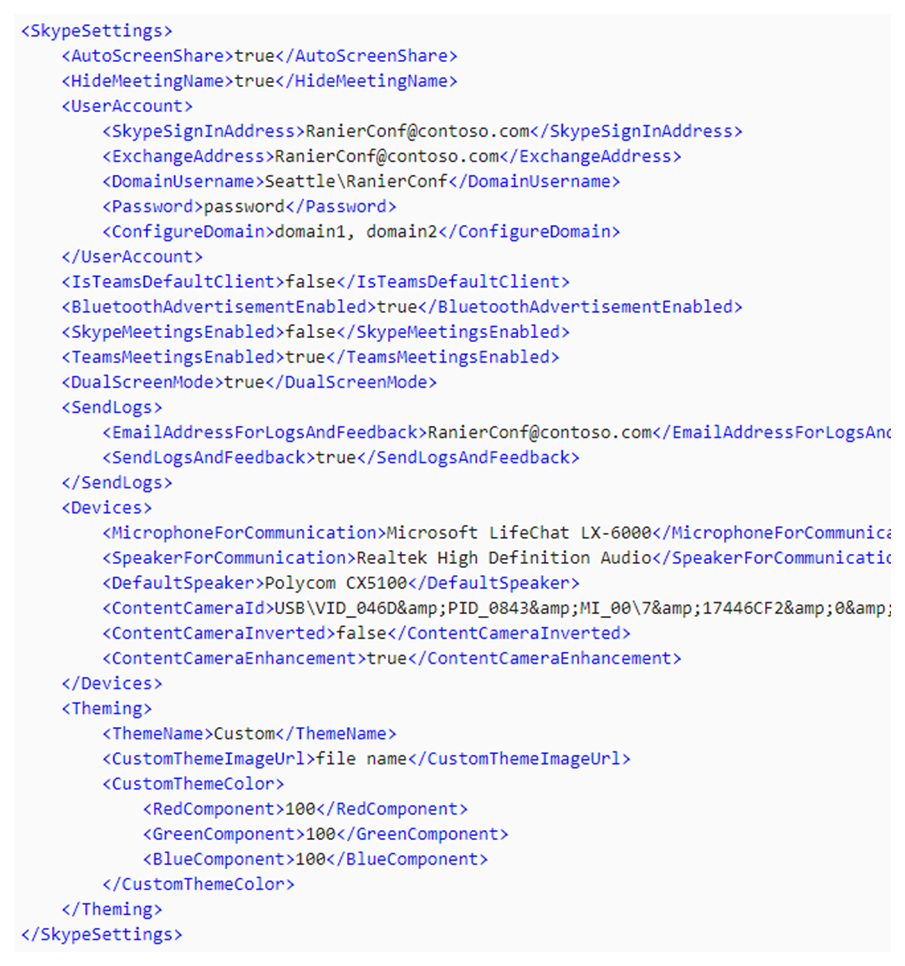 <SkypeSettings>
<AutoScreenShare>true</AutoScreenShare>
<HideMeetingName>true</HideMeetingName>
<UserAccount>
<SkypeSignInAddress>RanierConf@contoso.com</SkypeSignInAddress>
<ExchangeAddress>RanierConf@contoso.com</ExchangeAddress>
<DomainUsername>Seattle\RanierConf</DomainUsername>
<Password>password</Password>
<ConfigureDomain>domain1, domain2</ConfigureDomain>
</UserAccount>
<IsTeamsDefaultClient>false</IsTeamsDefaultClient>
<BluetoothAdvertisementEnabled>true</BluetoothAdvertisementEnabled>
<SkypeMeetingsEnabled>false</SkypeMeetingsEnabled>
<TeamsMeetingsEnabled>true</TeamsMeetingsEnabled>
<DualScreenMode>true</DualScreenMode>
<SendLogs>
<EmailAddressForLogsAndFeedback>RanierConf@contoso.com</EmailAddressForLogsAnd
<SendLogsAndFeedback>true</SendLogsAndFeedback>
</SendLogs>
<Devices>
<MicrophoneForCommunication>Microsoft LifeChat LX-6000</MicrophoneForCommunica
<SpeakerForCommunication>Realtek High Definition Audio</SpeakerForCommunicatio
<DefaultSpeaker>Polycom CX5100</DefaultSpeaker>
<ContentCameraId>USB\VID_046D&amp;PID_0843&amp;MI_00\7&amp;17446CF2&amp;0&amp;
<ContentCameraInverted>false</ContentCameraInverted>
<ContentCameraEnhancement>true</ContentCameraEnhancement>
</Devices>
<Theming>
<ThemeName>Custom</ThemeName>
<CustomThemeImageUrl>file name</CustomThemeImageUrl>
<CustomThemeColor>
<RedComponent>100</RedComponent>
<GreenComponent>100</GreenComponent>
<BlueComponent>100</BlueComponent>
</CustomThemeColor>
</Theming>
</SkypeSettings>